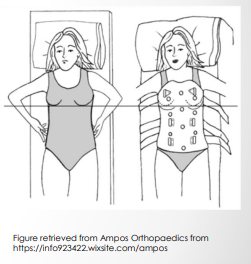 Figure retrieved from Ampos Orthopaedics from
https://info923422.wixsite.com/ampos